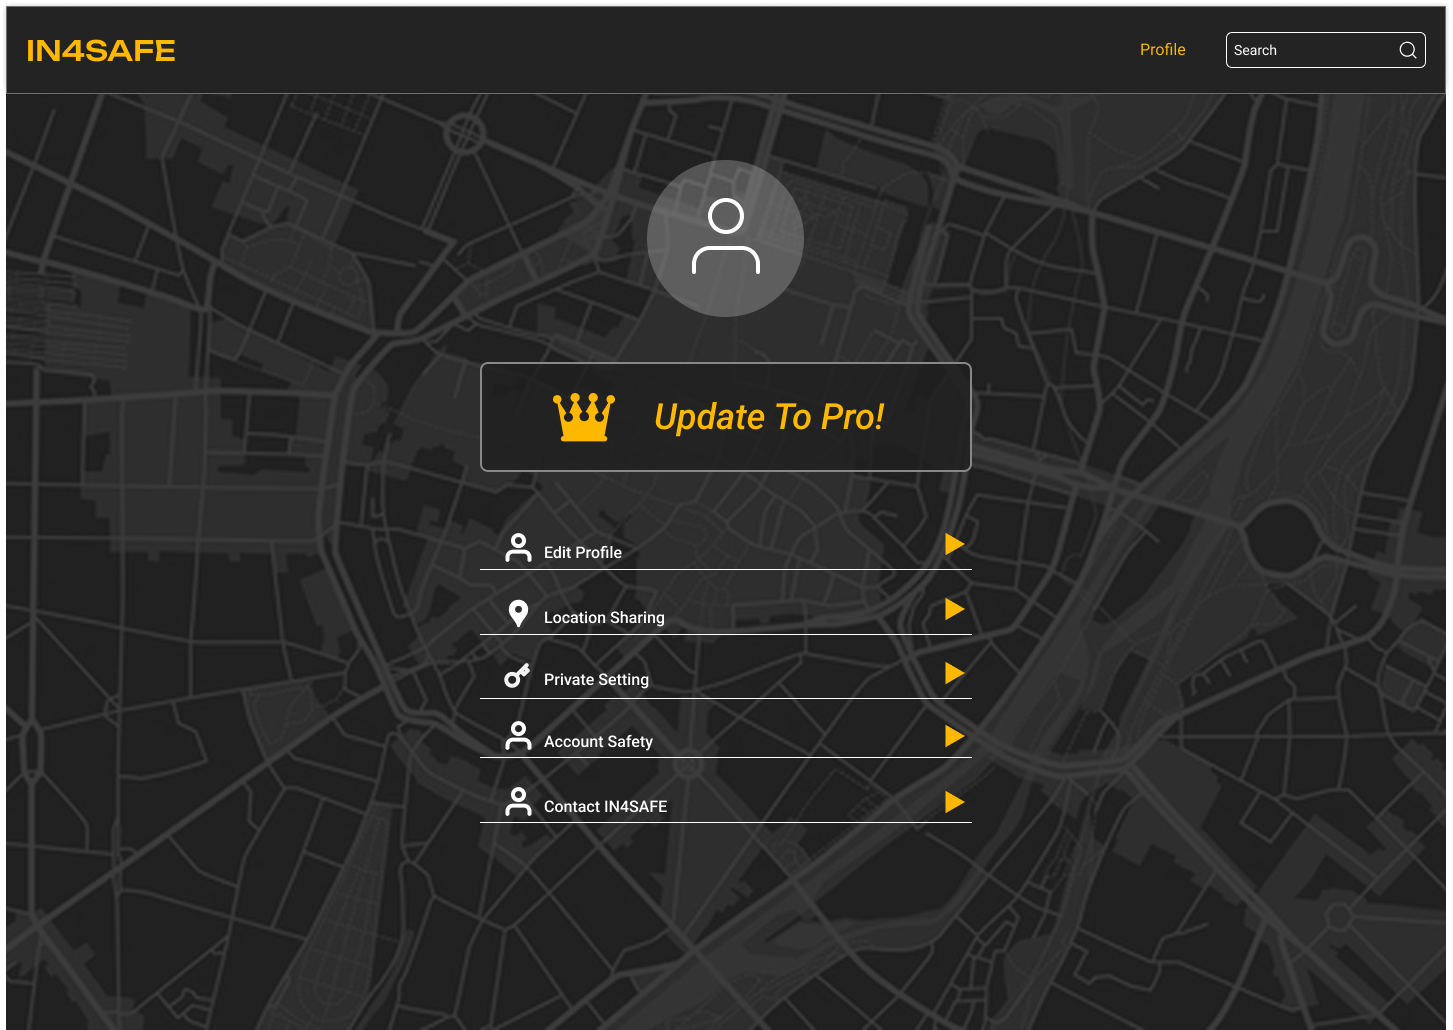 IN4SAFE
Profile
Search
Update To Pro!
Edit Profile
Location Sharing
Private Setting
Account Safety
Contact IN4SAFE